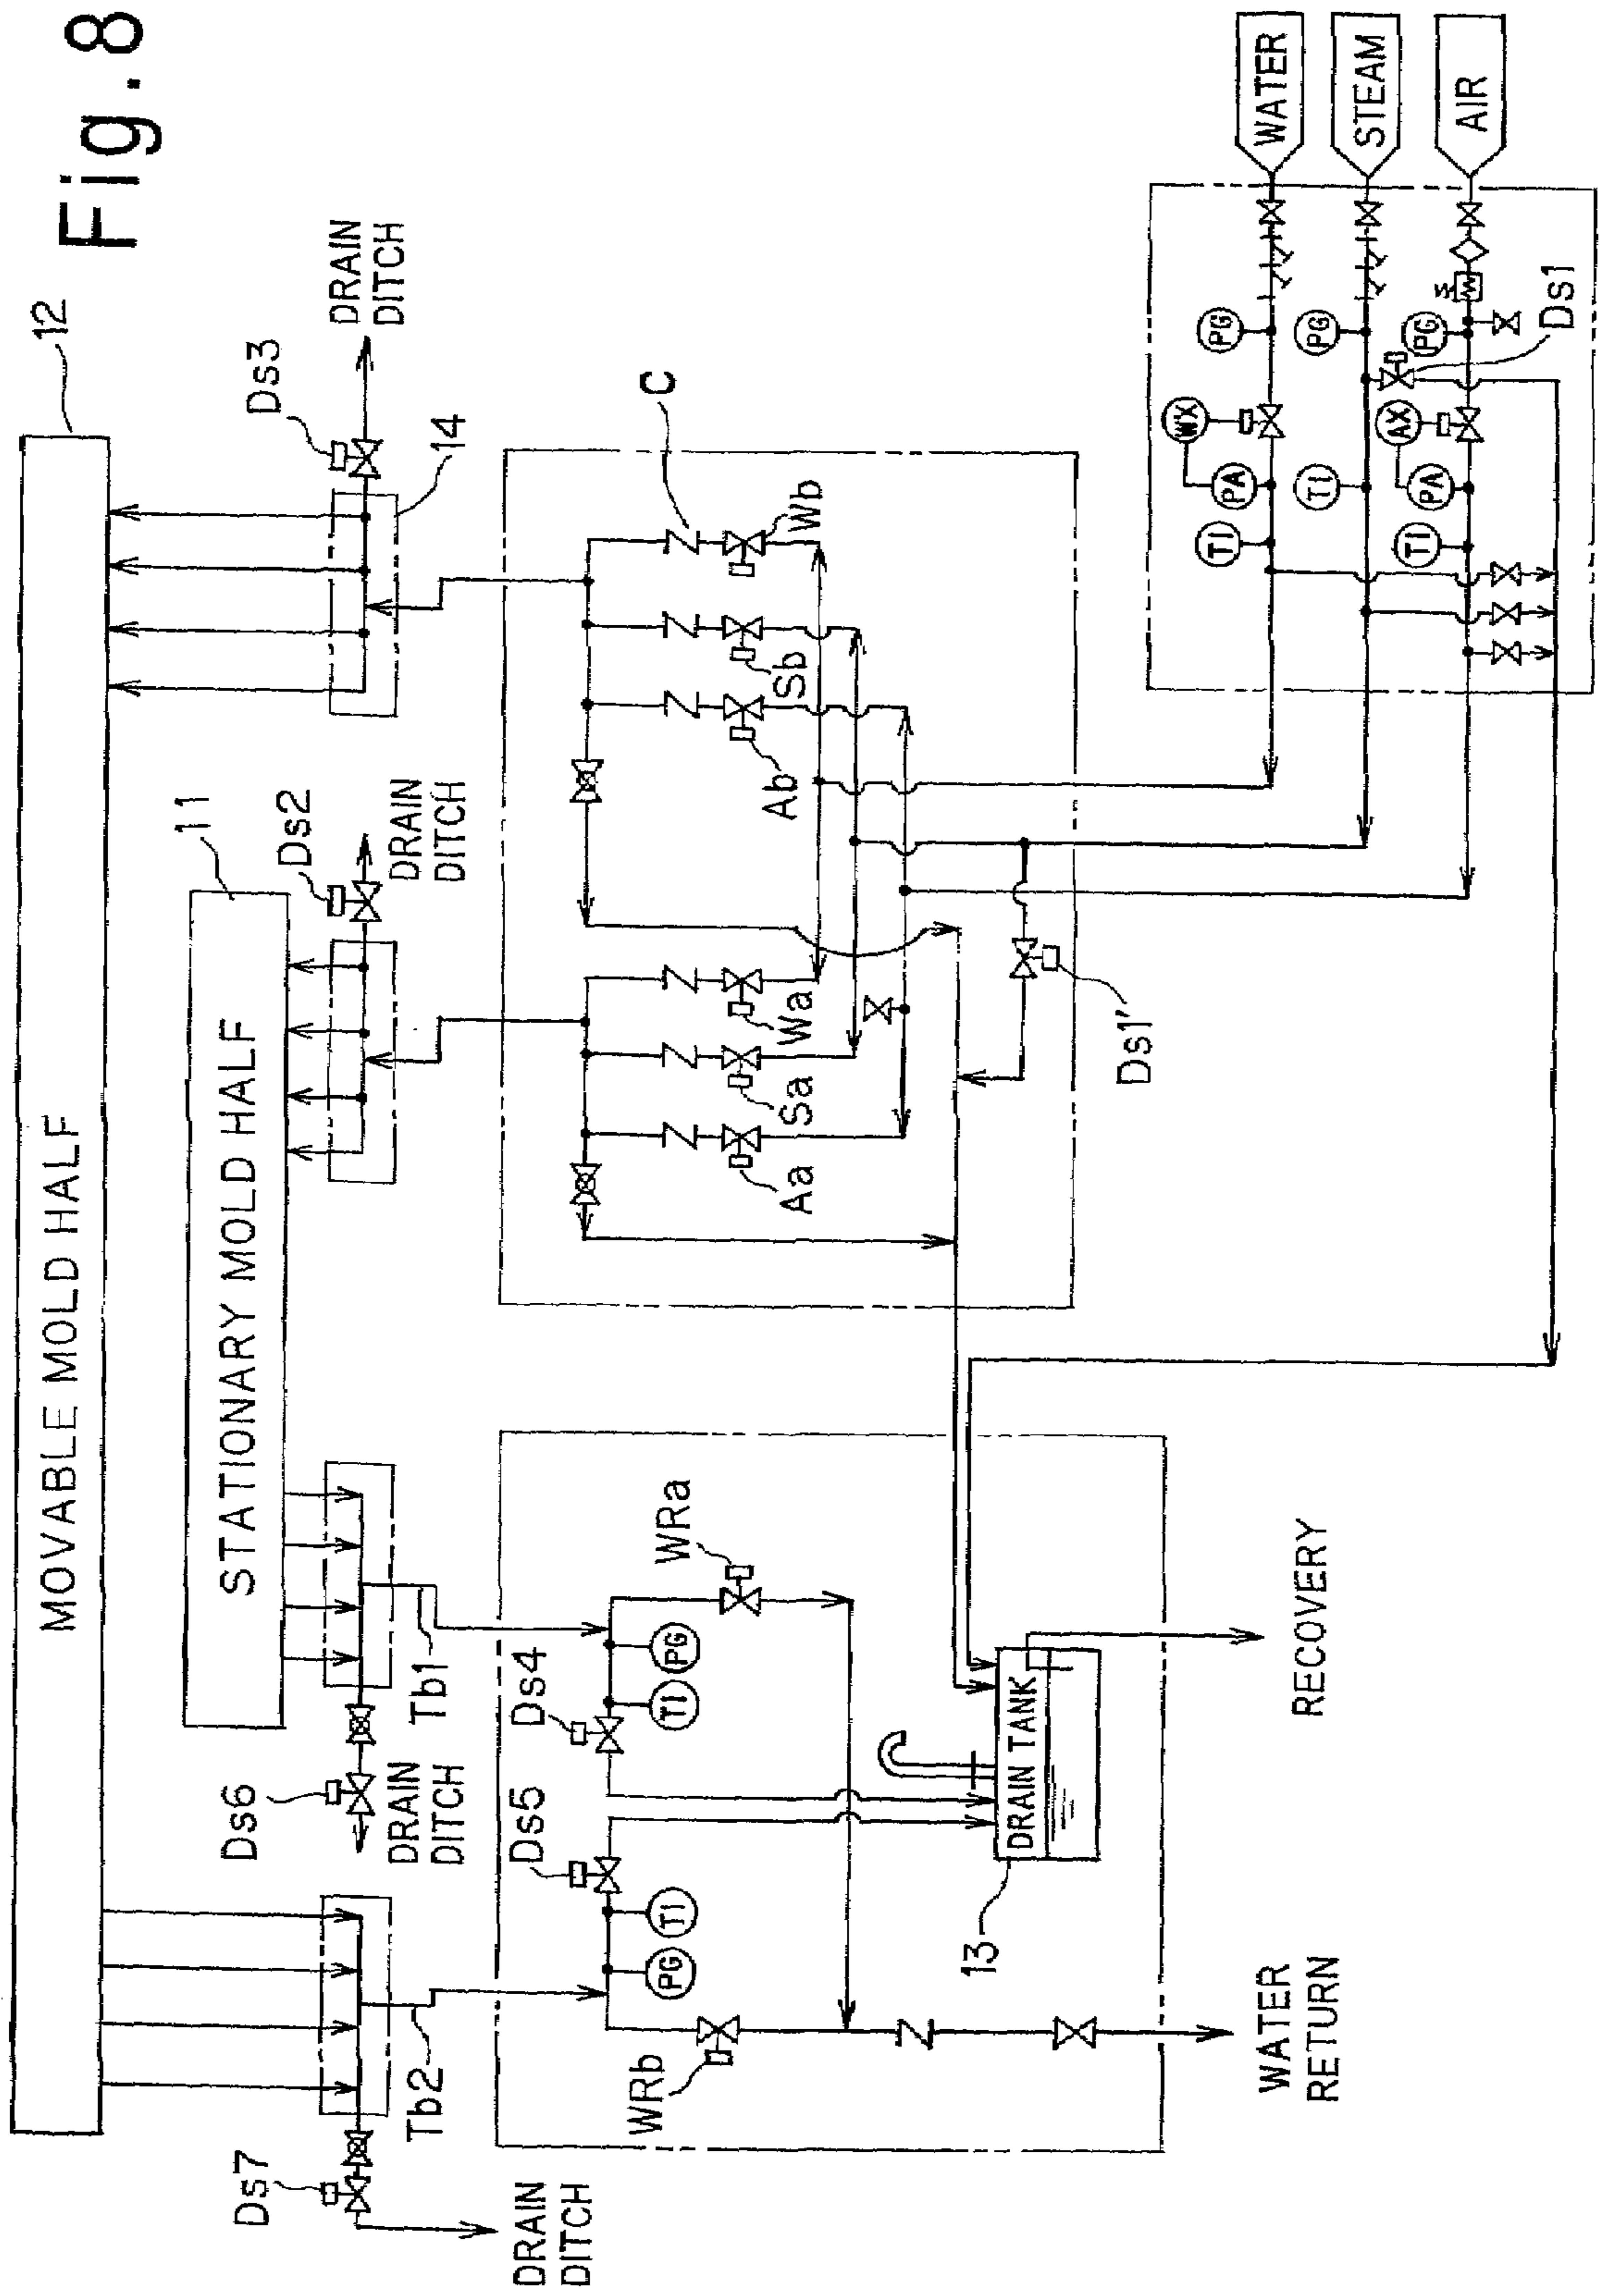 Fig.8
12
MOVABLE MOLD HALF
11
STATIONARY MOLD HALF
DRAIN
DITCH
Ds3
14
DRAIN
DITCH
Ds2
Ds6
DRAIN
DITCH
Tb1
Ds7
DRAIN
DITCH
Tb2
C
Wb
Sb
Ab
Wa
Sa
Aa
Ds1'
WRa
PG
TI
Ds4
Ds5
TI
PG
WRb
DRAIN TANK
13
RECOVERY
WATER
RETURN
WATER
STEAM
AIR
PG
WX
PA
TI
PG
TI
PG
AX
PA
TI
Ds1